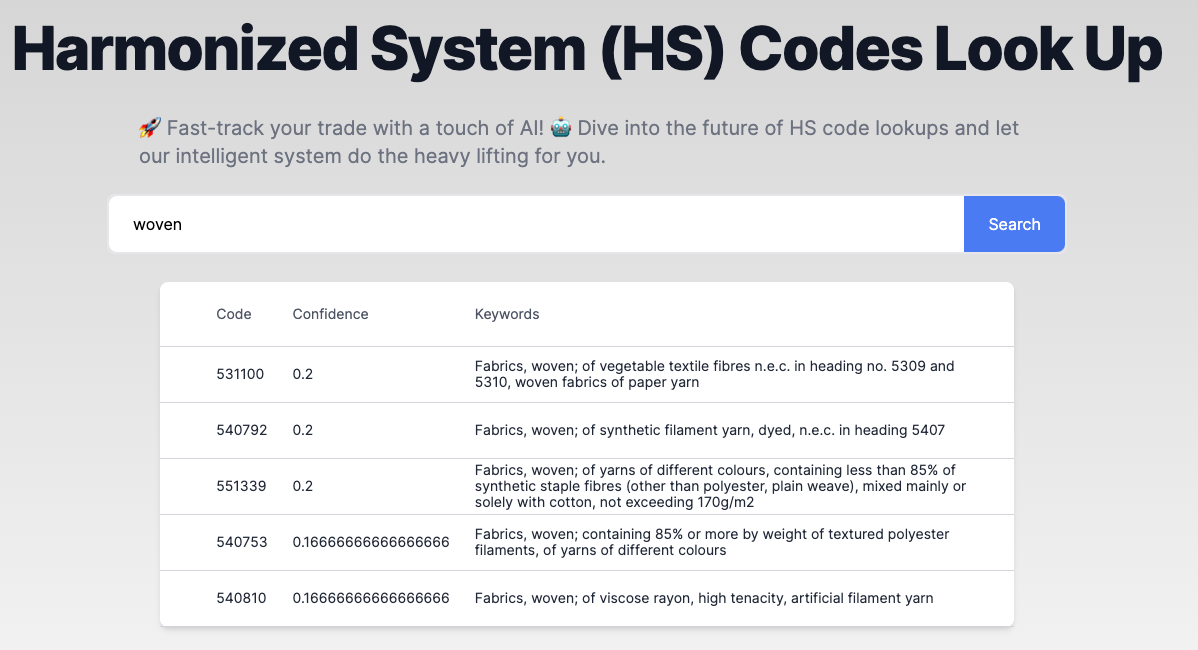 Harmonized System (HS) Codes Look Up
🚀 Fast-track your trade with a touch of AI! 🤖 Dive into the future of HS code lookups and let
our intelligent system do the heavy lifting for you.
woven
Search
Code Confidence Keywords
531100 0.2 Fabrics, woven; of vegetable textile fibres n.e.c. in heading no. 5309 and
5310, woven fabrics of paper yarn
540792 0.2 Fabrics, woven; of synthetic filament yarn, dyed, n.e.c. in heading 5407
551339 0.2 Fabrics, woven; of yarns of different colours, containing less than 85% of
synthetic staple fibres (other than polyester, plain weave), mixed mainly or
solely with cotton, not exceeding 170g/m2
540753 0.16666666666666666 Fabrics, woven; containing 85% or more by weight of textured polyester
filaments, of yarns of different colours
540810 0.16666666666666666 Fabrics, woven; of viscose rayon, high tenacity, artificial filament yarn